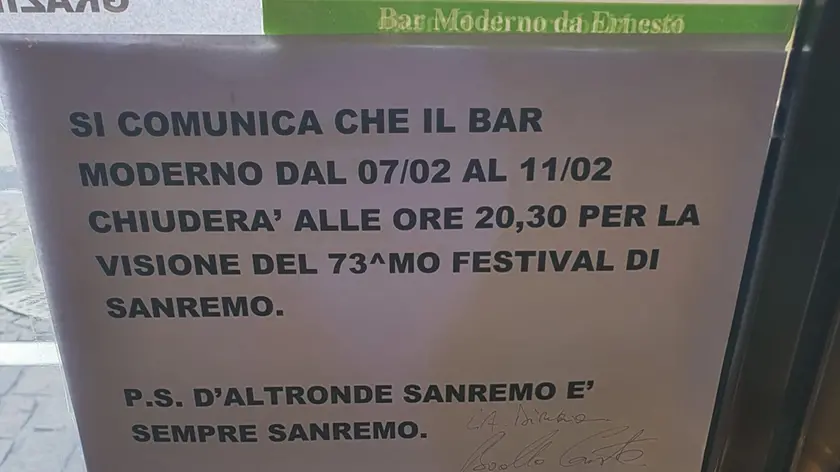 GRAZIE
Bar Moderno da Ernesto
SI COMUNICA CHE IL BAR
MODERNO DAL 07/02 AL 11/02
CHIUDERA' ALLE ORE 20,30 PER LA
VISIONE DEL 73^MO FESTIVAL DI
SANREMO.
P.S. D'ALTRONDE SANREMO E'
SEMPRE SANREMO.